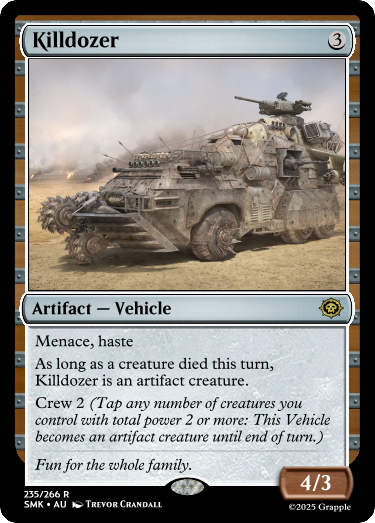 Killdozer 3
Artifact — Vehicle
Menace, haste
As long as a creature died this turn,
Killdozer is an artifact creature.
Crew 2 (Tap any number of creatures you
control with total power 2 or more: This Vehicle
becomes an artifact creature until end of turn.)
Fun for the whole family.
4/3
235/266 R
SMK • AU Trevor Crandall
©2025 Grapple